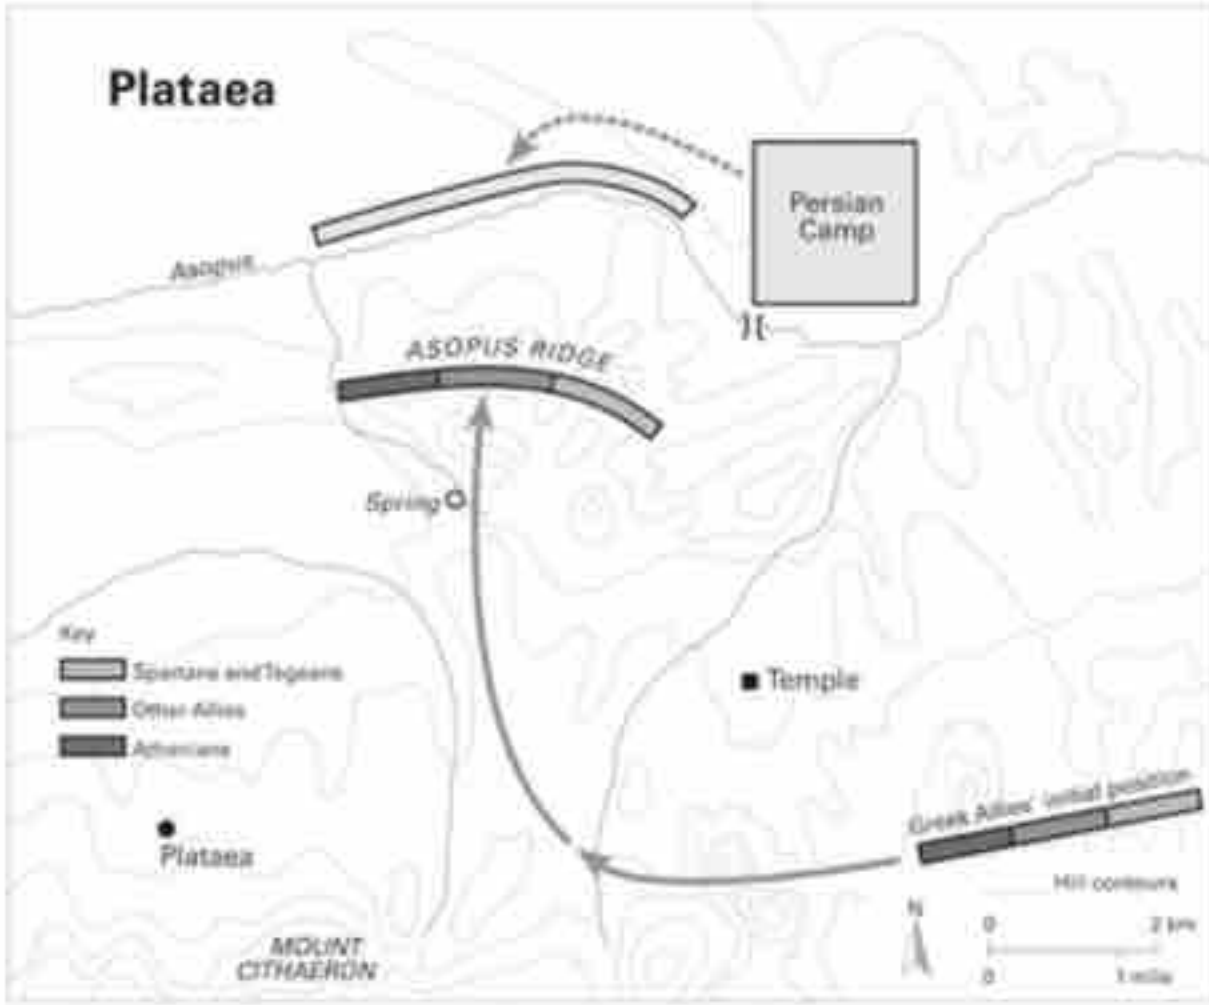 Plataea
Persian
Camp
Asopus
ASOPUS RIDGE
Spring
Key
Spartans and Tegeans
Other Allies
Athenians
Temple
Greek Allies' initial position
Plataea
Hill contours
N
0 2 km
0 1 mile
MOUNT
CITHAERON